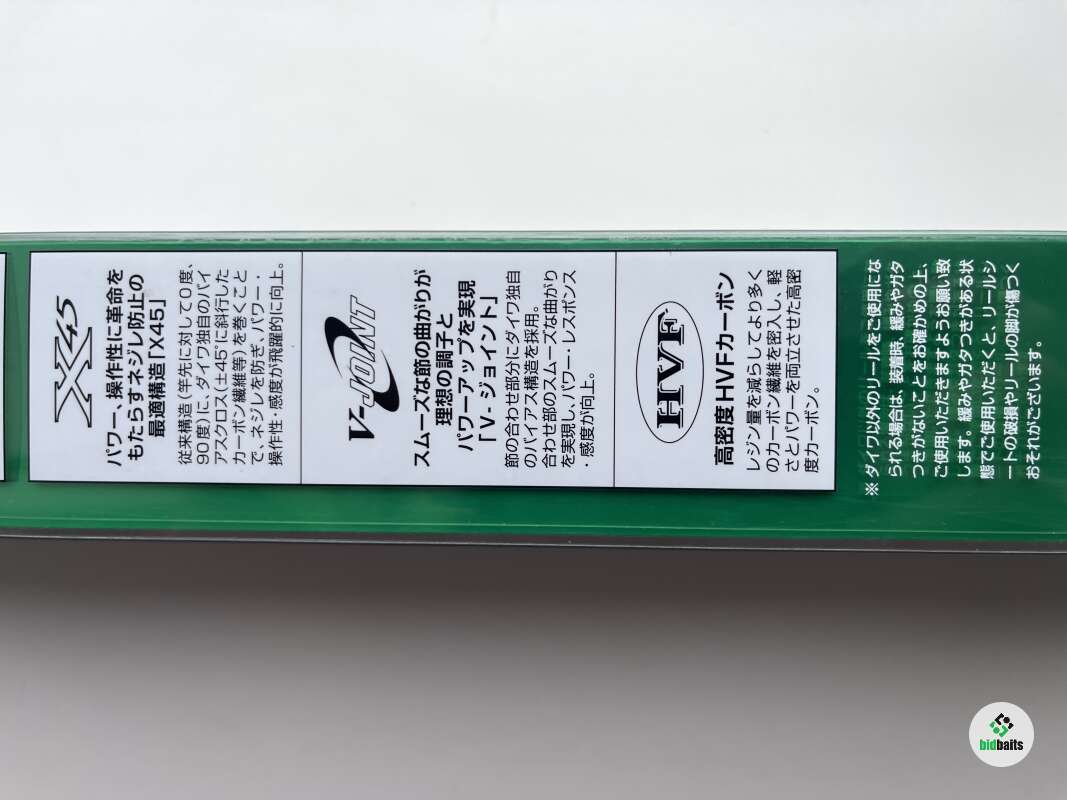 X45
パワー、操作性に革命を
もたらすネジレ防止の
最適構造「X45」
従来構造(竿先に対して0度、
90度)に、ダイワ独自のバイ
アスクロス(±45°に斜行した
カーボン繊維等)を巻くこと
で、ネジレを防ぎ、パワー・
操作性・感度が飛躍的に向上。
V-JOINT
スムーズな節の曲がりが
理想の調子と
パワーアップを実現
「V-ジョイント」
節の合わせ部分にダイワ独自
のバイアス構造を採用。
合わせ部のスムーズな曲がり
を実現し、パワー・レスポンス
・感度が向上。
HVF
高密度HVFカーボン
レジン量を減らしてより多く
のカーボン繊維を密入し、軽
さとパワーを両立させた高密
度カーボン。
※ダイワ以外のリールをご使用にな
られる場合は、装着時、緩みやガタ
つきがないことをお確かめの上、
ご使用いただきますようお願い致
します。緩みやガタつきがある状
態でご使用いただくと、リールシ
ートの破損やリールの脚が傷つく
おそれがございます。
bidbaits